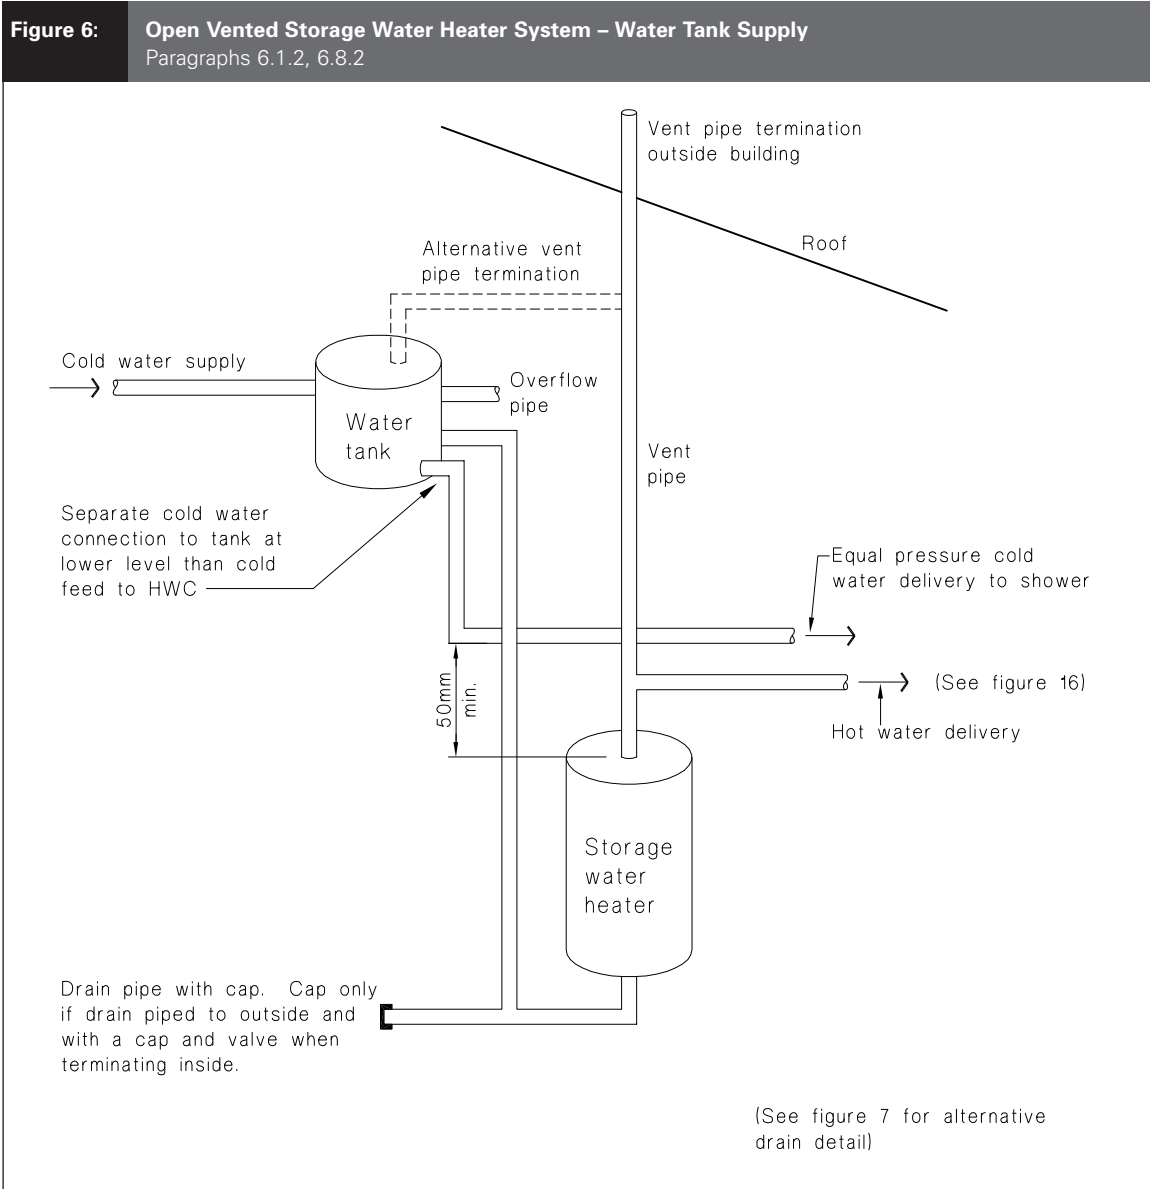 Figure 6:
Open Vented Storage Water Heater System – Water Tank Supply
Paragraphs 6.1.2, 6.8.2
Vent pipe termination
outside building
Roof
Alternative vent
pipe termination
Cold water supply
Overflow
pipe
Water
tank
Vent
pipe
Separate cold water
connection to tank at
lower level than cold
feed to HWC
Equal pressure cold
water delivery to shower
50mm
min.
(See figure 16)
Hot water delivery
Storage
water
heater
Drain pipe with cap. Cap only
if drain piped to outside and
with a cap and valve when
terminating inside.
(See figure 7 for alternative
drain detail)